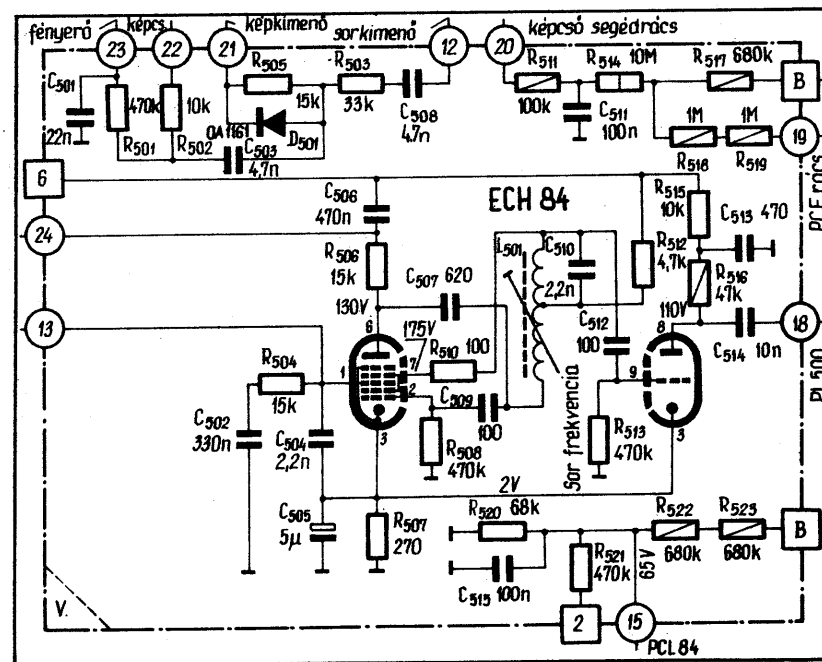 fényerő képcs. képkimenő sorkimenő képcső segédrács
23 22 21 12 20
R505 R503 R511 R514 10M R517 680k B
C501 470k 10k 15k 33k 100k
22n OA1161 D501 C508 4,7n C511 100n 1M 1M 19
R501 R502 C503 4,7n R518 R519
6 C506 470n ECH 84 R515 10k PCF rács
24 L501 C510 R512 4,7k C513 470
R506 15k C507 620 2,2n R516 47k
130V 110V
13 6 175V C512 100 8 18
R510 100 C514 10n
R504 15k 1 7 2 9
C502 330n C509 100 PL500
C504 2,2n 3 R508 470k Sor frekvencia R513 470k 3
2V
C505 5µ R507 270 R520 68k R522 R523 B
R521 470k 65V 680k 680k
C515 100n
V. 2 15
PCL 84